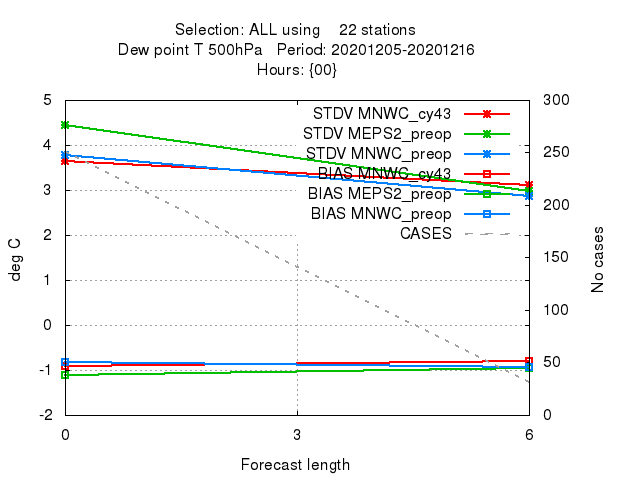 Selection: ALL using 22 stations
Dew point T 500hPa Period: 20201205-20201216
Hours: {00}
5
4
3
2
1
0
-1
-2
deg C
STDV MNWC_cy43
STDV MEPS2_preop
STDV MNWC_preop
BIAS MNWC_cy43
BIAS MEPS2_preop
BIAS MNWC_preop
CASES
300
250
200
150
100
50
0
No cases
0 3 6
Forecast length